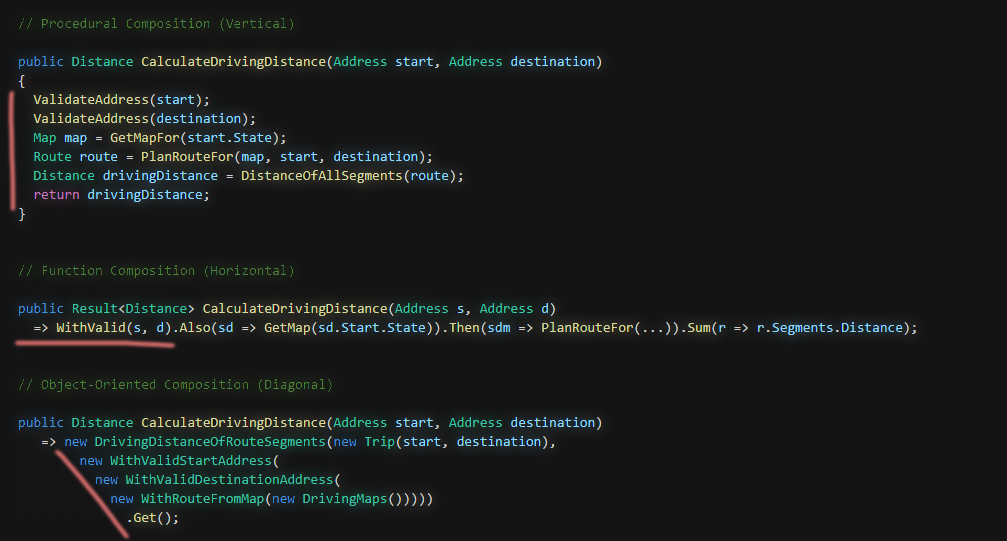 // Procedural Composition (Vertical)
public Distance CalculateDrivingDistance(Address start, Address destination)
{
ValidateAddress(start);
ValidateAddress(destination);
Map map = GetMapFor(start.State);
Route route = PlanRouteFor(map, start, destination);
Distance drivingDistance = DistanceOfAllSegments(route);
return drivingDistance;
}
// Function Composition (Horizontal)
public Result<Distance> CalculateDrivingDistance(Address s, Address d)
=> WithValid(s, d).Also(sd => GetMap(sd.Start.State)).Then(sdm => PlanRouteFor(...)).Sum(r => r.Segments.Distance);
// Object-Oriented Composition (Diagonal)
public Distance CalculateDrivingDistance(Address start, Address destination)
=> new DrivingDistanceOfRouteSegments(new Trip(start, destination),
new WithValidStartAddress(
new WithValidDestinationAddress(
new WithRouteFromMap(new DrivingMaps()))))
.Get();